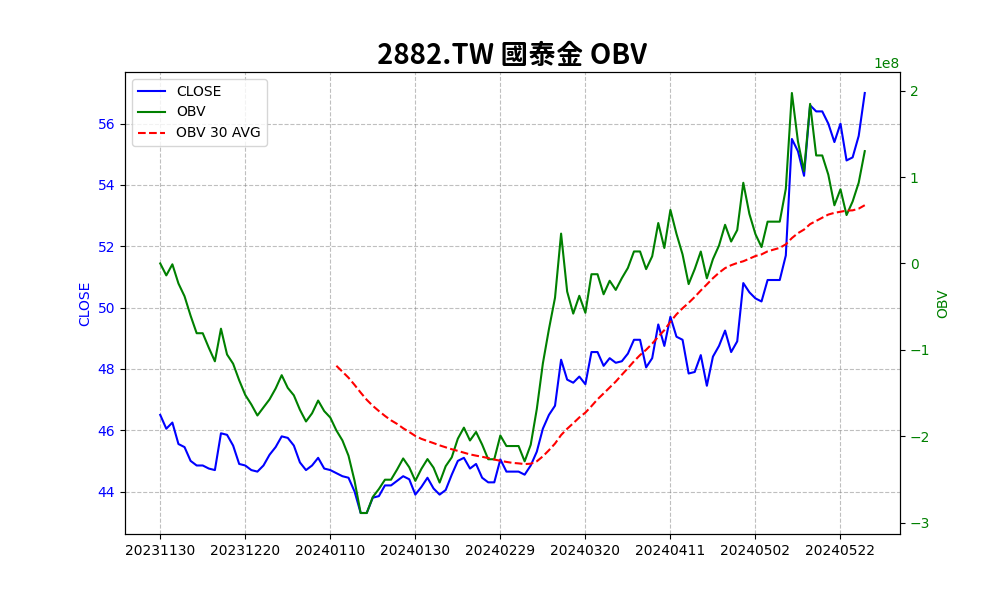 2882.TW 國泰金 OBV
1e8
CLOSE
OBV
OBV 30 AVG
56
54
52
50
48
46
44
CLOSE
2
1
0
−1
−2
−3
OBV
20231130 20231220 20240110 20240130 20240229 20240320 20240411 20240502 20240522